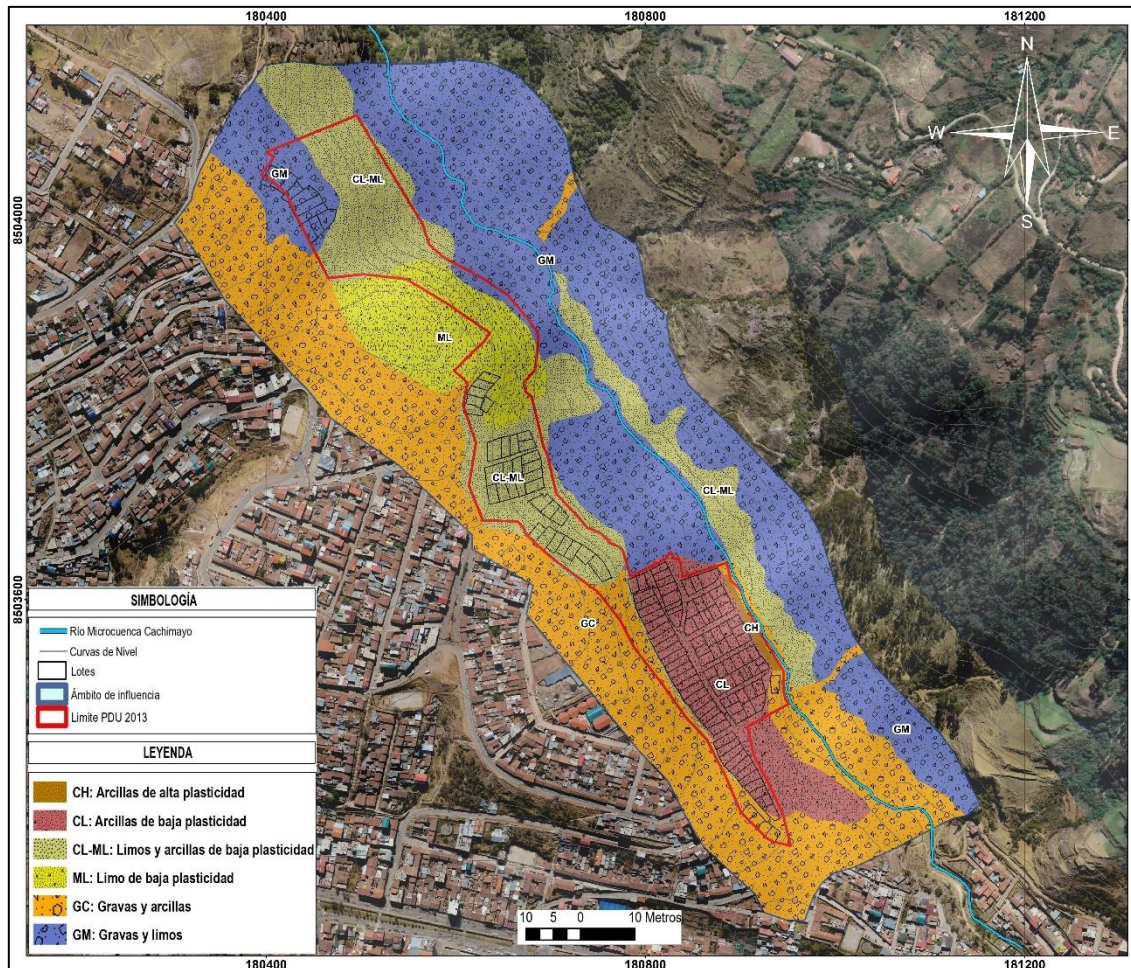 180400 180800 181200
N
W E
S
8504000
8503600
GM
CL-ML
GM
ML
CL-ML
CL-ML
GC
CH
CL
GM
SIMBOLOGÍA
Río Microcuenca Cachimayo
Curvas de Nivel
Lotes
Ámbito de influencia
Limite PDU 2013
LEYENDA
CH: Arcillas de alta plasticidad
CL: Arcillas de baja plasticidad
CL-ML: Limos y arcillas de baja plasticidad
ML: Limo de baja plasticidad
GC: Gravas y arcillas
GM: Gravas y limos
10 5 0 10 Metros
8504000
8503600
180400 180800 181200